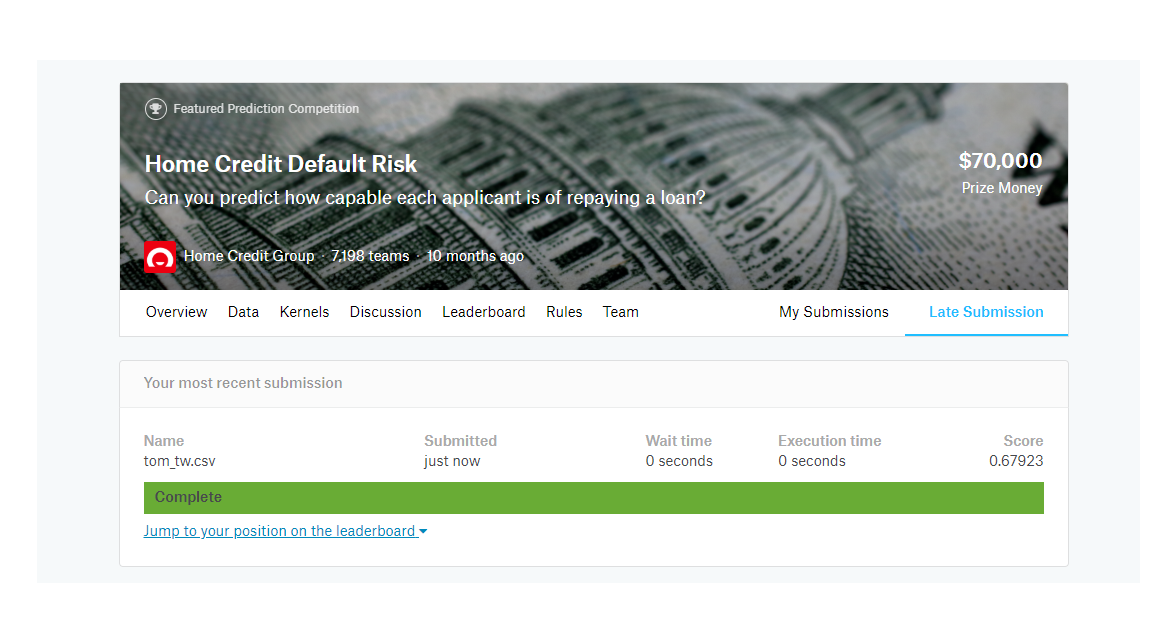 Featured Prediction Competition
Home Credit Default Risk
$70,000
Can you predict how capable each applicant is of repaying a loan?
Prize Money
Home Credit Group · 7,198 teams · 10 months ago
Overview Data Kernels Discussion Leaderboard Rules Team My Submissions Late Submission
Your most recent submission
Name Submitted Wait time Execution time Score
tom_tw.csv just now 0 seconds 0 seconds 0.67923
Complete
Jump to your position on the leaderboard